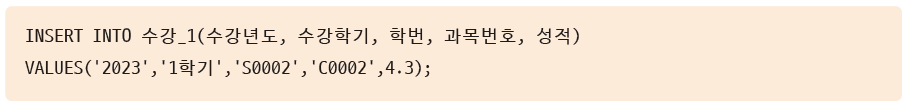 INSERT INTO 수강_1(수강년도, 수강학기, 학번, 과목번호, 성적)
VALUES('2023','1학기','S0002','C0002',4.3);